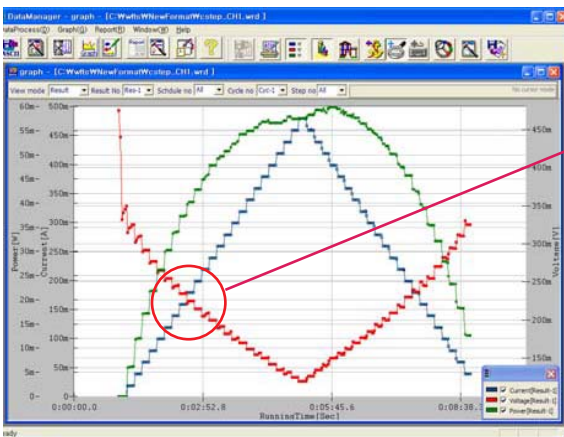 DataManager - graph - [C:\wfts\NewFormat\cstep_CH1.wrd ]
DataProcess(D) Graph(G) Report(R) Window(W) Help
graph - [C:\wfts\NewFormat\cstep_CH1.wrd ]
View mode Result Result No Res-1 Schdule no All Cycle no Cyc-1 Step no All No cursor mode
60m- 500m
55m- 450m- -450m
50m- 400m- -400m
45m- 350m- -350m
40m-
35m- 300m- -300m
30m- 250m-
25m- -250m
20m- 200m-
15m- 150m- -200m
10m- 100m-
5m- 50m- -150m
0- 0-
Power[W]
Current[A]
Voltage[V]
0:00:00.0 0:02:52.8 0:05:45.6 0:08:38.
RunningTime[Sec]
Current[Result-1]
Voltage[Result-1]
Power[Result-1]
eady